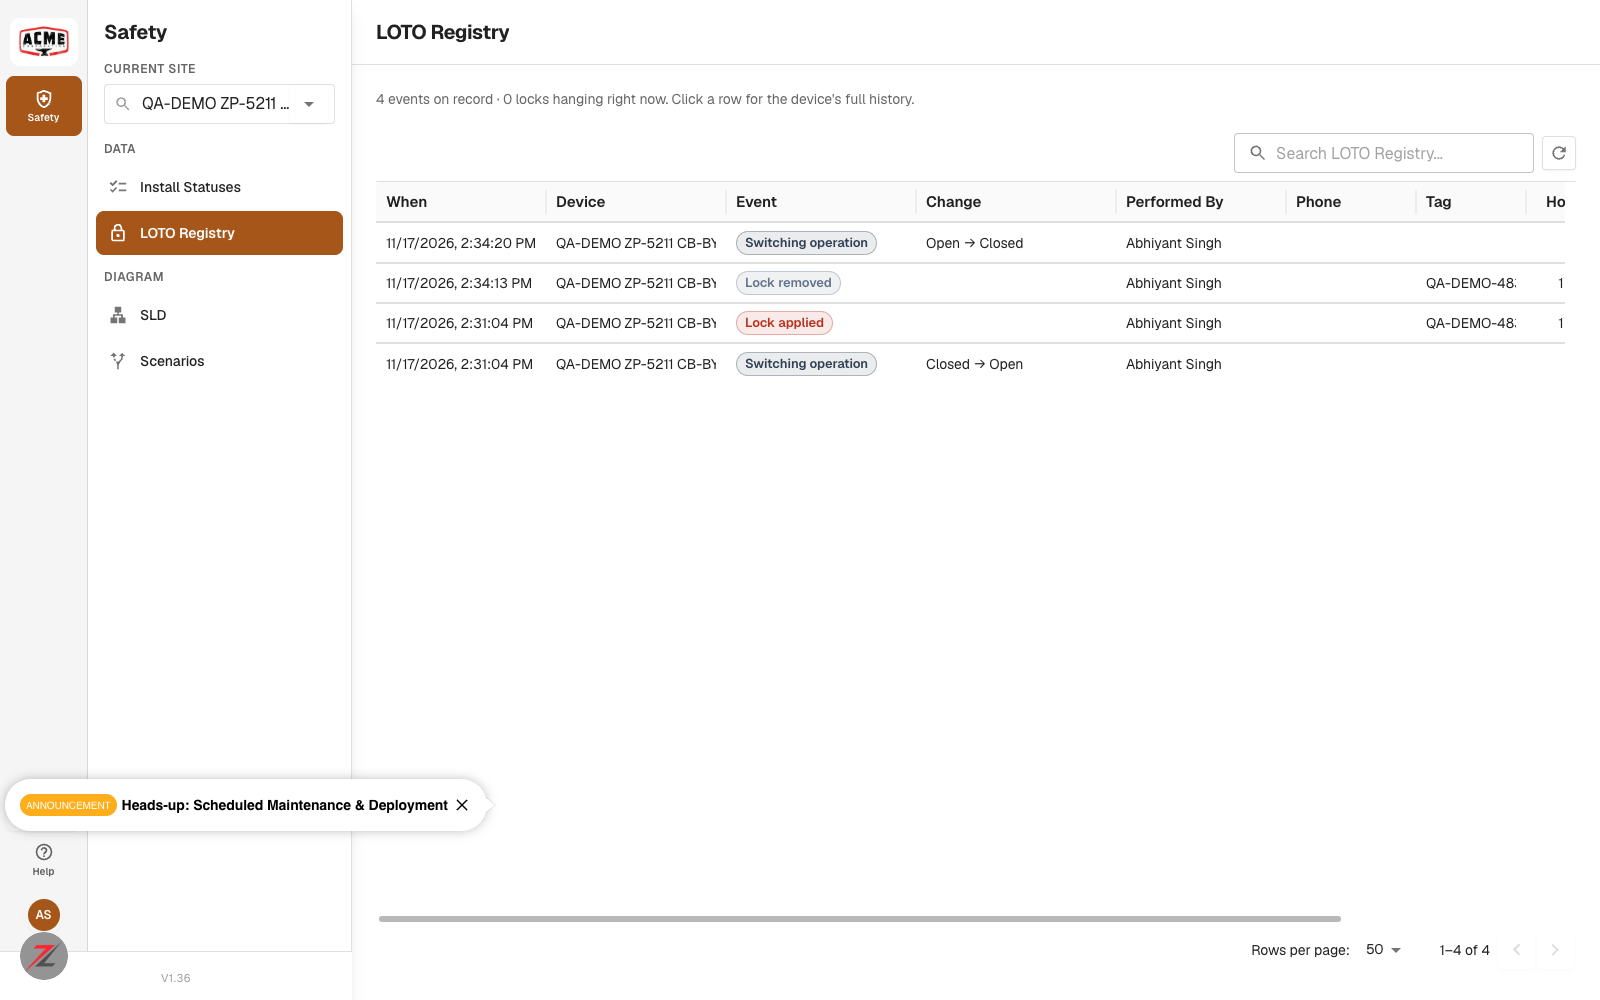 ACME
Safety
Safety
CURRENT SITE
QA-DEMO ZP-5211 ...
DATA
Install Statuses
LOTO Registry
DIAGRAM
SLD
Scenarios
LOTO Registry
4 events on record · 0 locks hanging right now. Click a row for the device's full history.
Search LOTO Registry...
When Device Event Change Performed By Phone Tag Ho
11/17/2026, 2:34:20 PM QA-DEMO ZP-5211 CB-BY Switching operation Open → Closed Abhiyant Singh
11/17/2026, 2:34:13 PM QA-DEMO ZP-5211 CB-BY Lock removed Abhiyant Singh QA-DEMO-483 1
11/17/2026, 2:31:04 PM QA-DEMO ZP-5211 CB-BY Lock applied Abhiyant Singh QA-DEMO-483 1
11/17/2026, 2:31:04 PM QA-DEMO ZP-5211 CB-BY Switching operation Closed → Open Abhiyant Singh
ANNOUNCEMENT Heads-up: Scheduled Maintenance & Deployment
Help
AS
Z
V1.36
Rows per page: 50 1–4 of 4